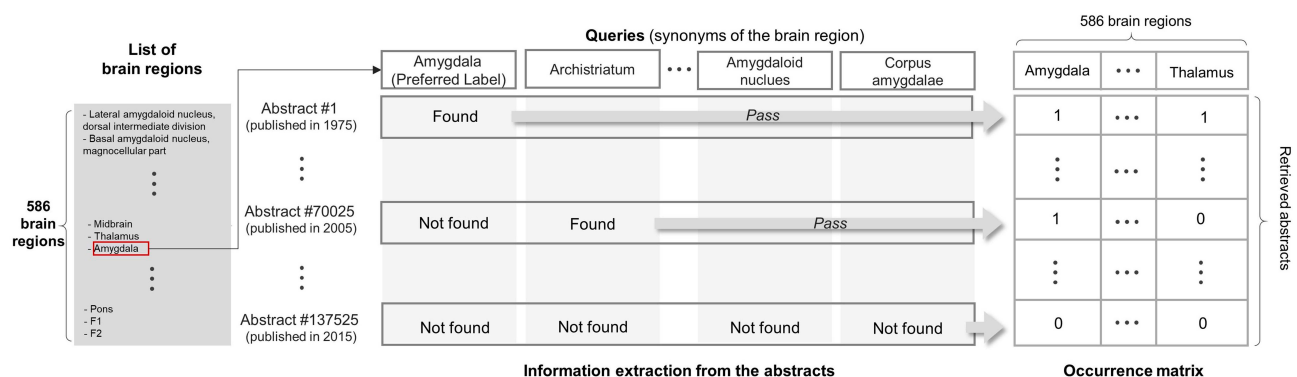 List of
brain regions
586
brain
regions
- Lateral amygdaloid nucleus,
dorsal intermediate division
- Basal amygdaloid nucleus,
magnocellular part
- Midbrain
- Thalamus
- Amygdala
- Pons
- F1
- F2
Queries (synonyms of the brain region)
Amygdala
(Preferred Label)
Archistriatum
Amygdaloid
nuclues
Corpus
amygdalae
Abstract #1
(published in 1975)
Found
Pass
Abstract #70025
(published in 2005)
Not found
Found
Pass
Abstract #137525
(published in 2015)
Not found
Not found
Not found
Not found
Information extraction from the abstracts
586 brain regions
Amygdala
Thalamus
1
1
1
0
0
0
Retrieved abstracts
Occurrence matrix